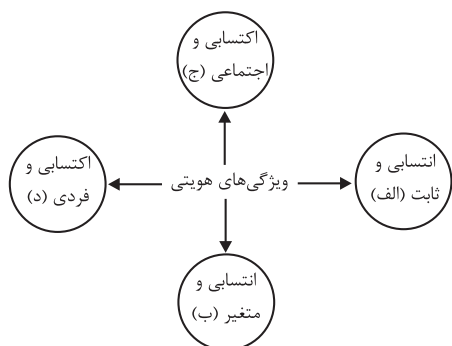 اکتسابی و
اجتماعی (ج)
انتسابی و
ثابت (الف)
ویژگی‌های هویتی
اکتسابی و
فردی (د)
انتسابی و
متغیر (ب)